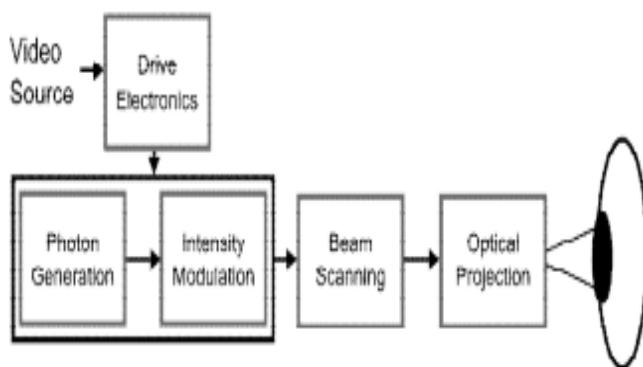 Video
Source
Drive
Electronics
Photon
Generation
Intensity
Modulation
Beam
Scanning
Optical
Projection